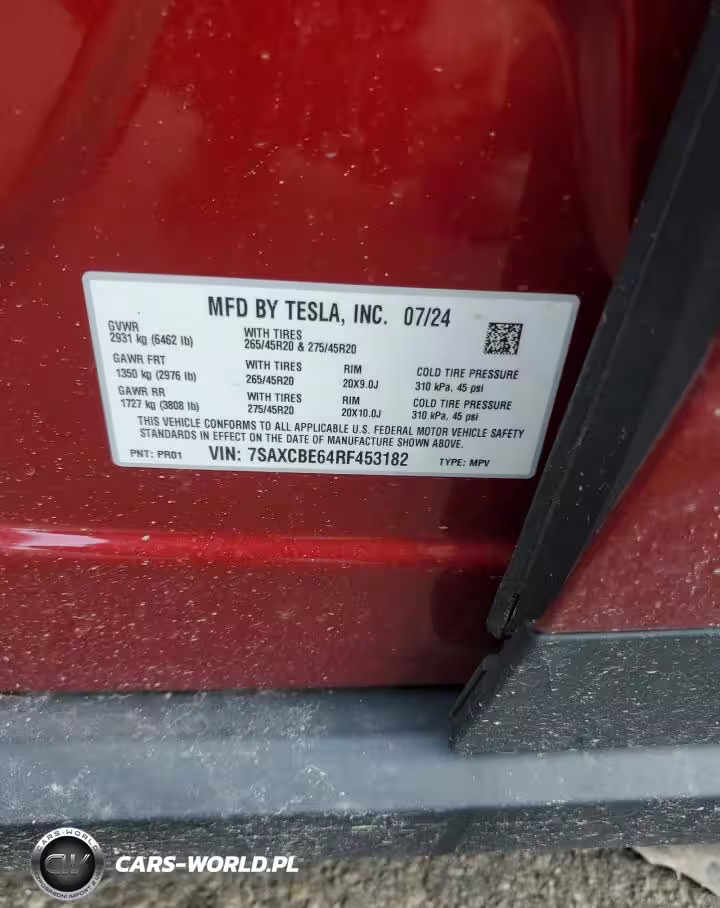 MFD BY TESLA, INC. 07/24
GVWR
2931 kg (6462 lb)
WITH TIRES
265/45R20 & 275/45R20
GAWR FRT
1350 kg (2976 lb)
WITH TIRES
265/45R20
RIM
20X9.0J
COLD TIRE PRESSURE
310 kPa, 45 psi
GAWR RR
1727 kg (3808 lb)
WITH TIRES
275/45R20
RIM
20X10.0J
COLD TIRE PRESSURE
310 kPa, 45 psi
THIS VEHICLE CONFORMS TO ALL APPLICABLE U.S. FEDERAL MOTOR VEHICLE SAFETY
STANDARDS IN EFFECT ON THE DATE OF MANUFACTURE SHOWN ABOVE.
PNT: PR01 VIN: 7SAXCBE64RF453182 TYPE: MPV
CARS-WORLD
CW
CARS-WORLD.PL